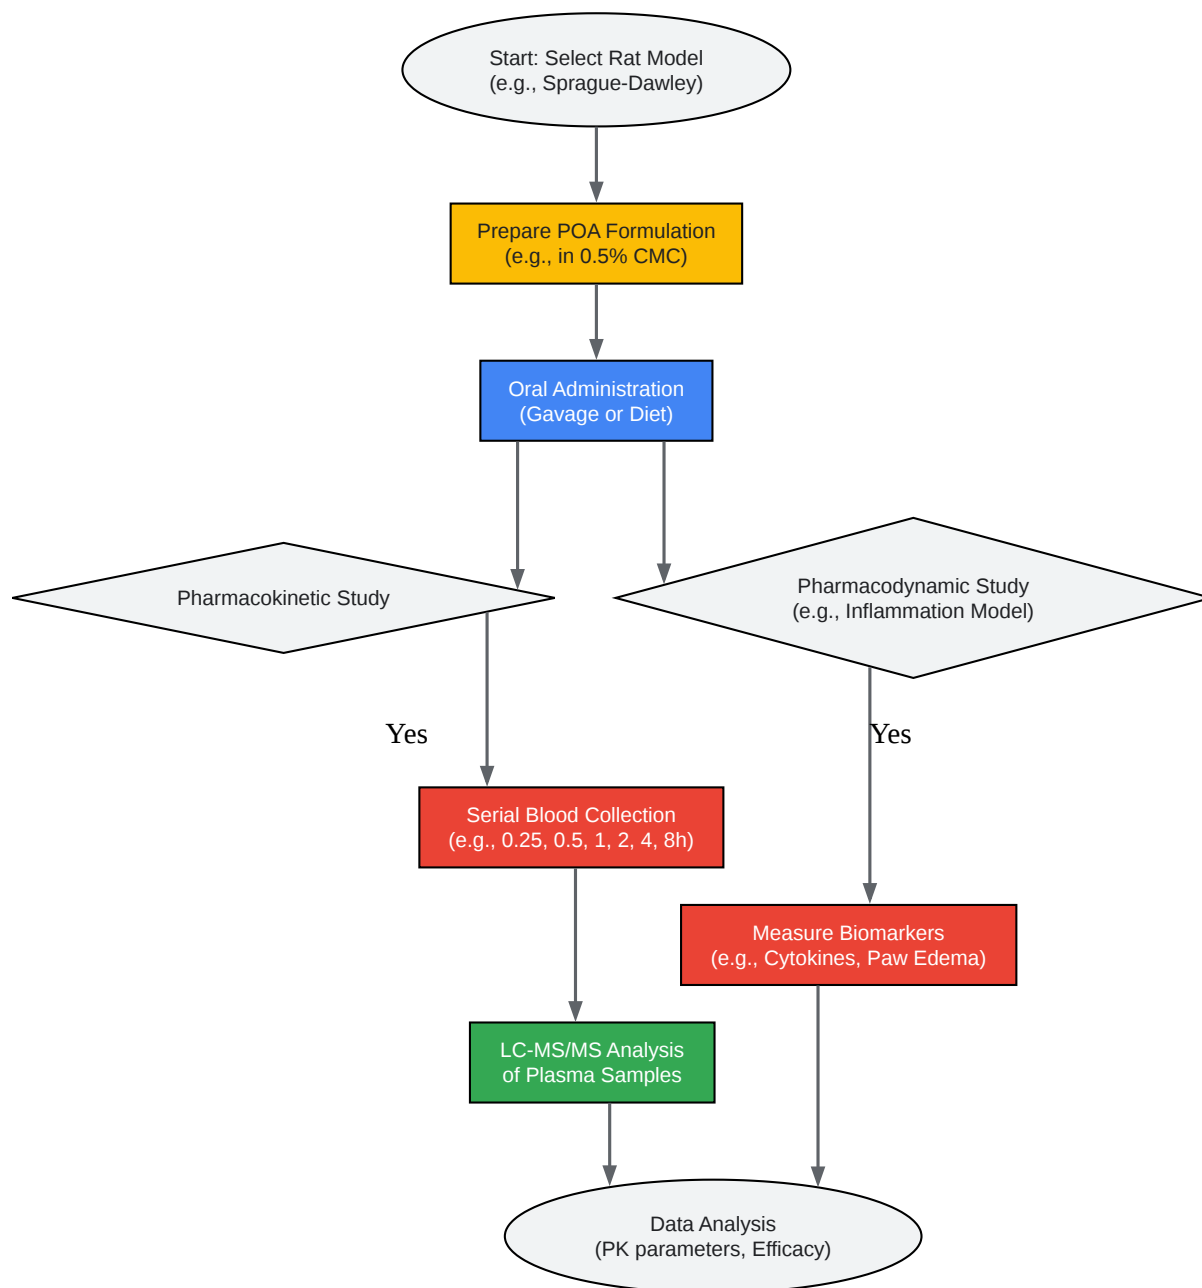 Start: Select Rat Model
(e.g., Sprague-Dawley)
Prepare POA Formulation
(e.g., in 0.5% CMC)
Oral Administration
(Gavage or Diet)
Pharmacokinetic Study
Pharmacodynamic Study
(e.g., Inflammation Model)
Yes
Yes
Serial Blood Collection
(e.g., 0.25, 0.5, 1, 2, 4, 8h)
Measure Biomarkers
(e.g., Cytokines, Paw Edema)
LC-MS/MS Analysis
of Plasma Samples
Data Analysis
(PK parameters, Efficacy)